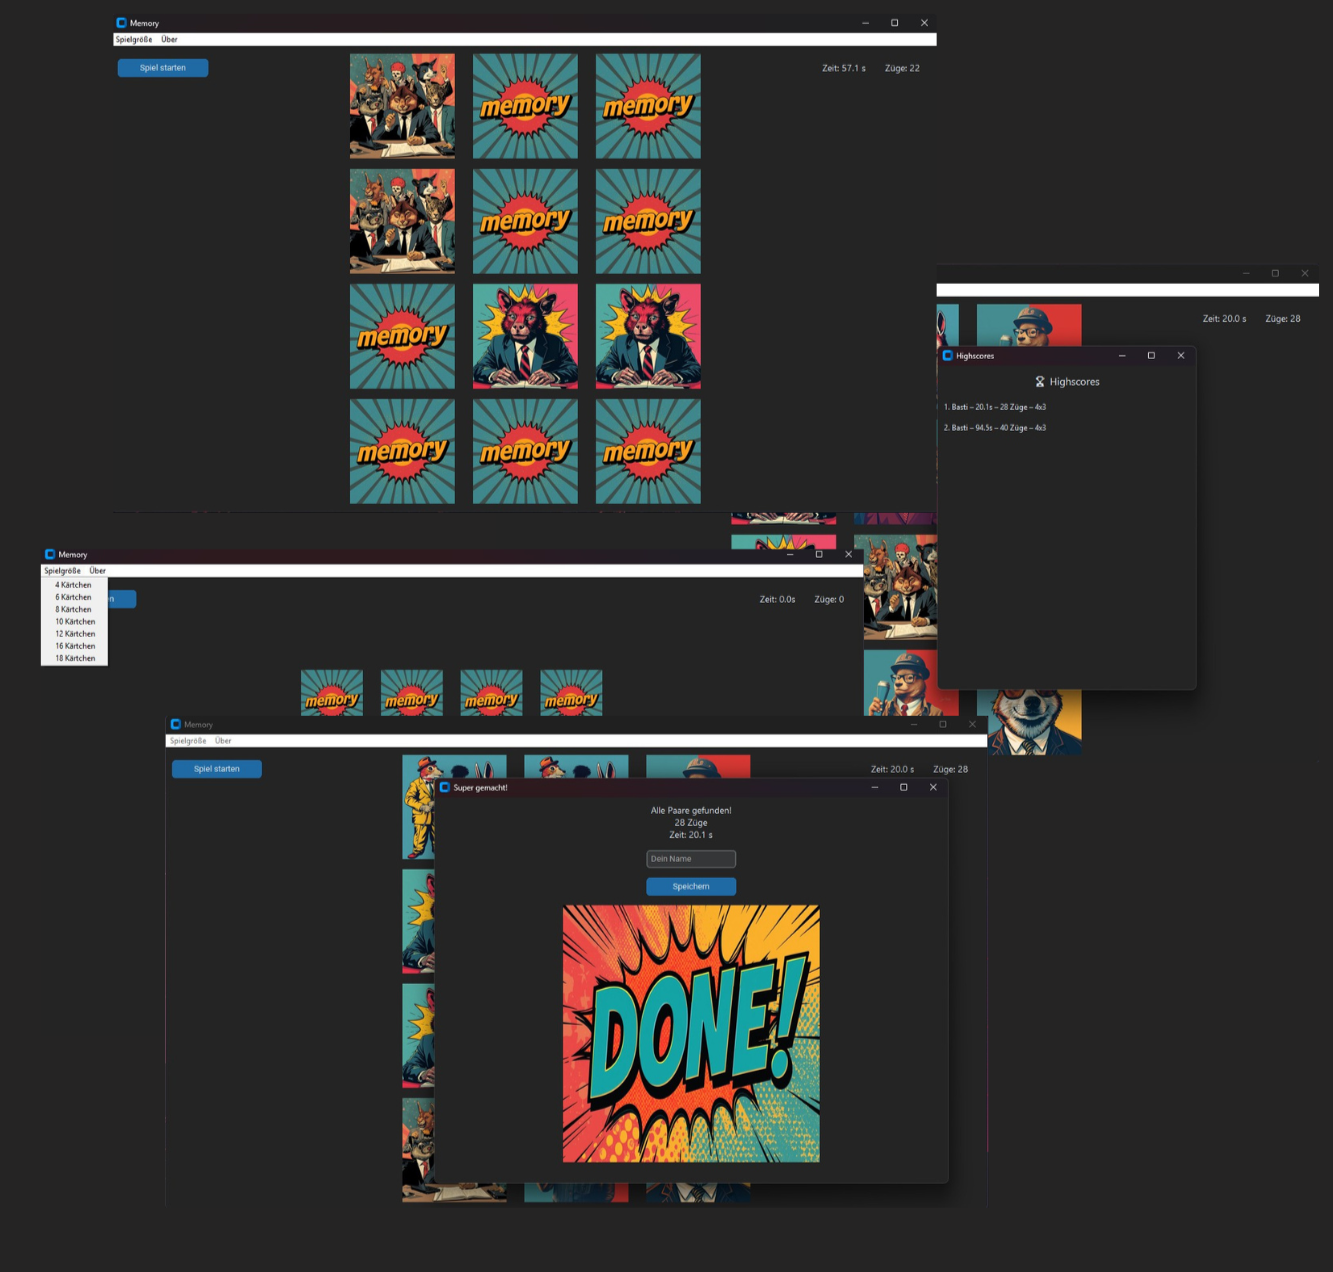 Memory
Spielgröße Über
Spiel starten
Zeit: 57.1 s Züge: 22
memory memory
memory memory
memory
memory memory memory
Zeit: 20.0 s Züge: 28
Highscores
Highscores
1. Basti – 20.1s – 28 Züge – 4x3
2. Basti – 94.5s – 40 Züge – 4x3
Memory
Spielgröße Über
4 Kärtchen
6 Kärtchen
8 Kärtchen
10 Kärtchen
12 Kärtchen
16 Kärtchen
18 Kärtchen
Zeit: 0.0s Züge: 0
memory memory memory memory
Memory
Spielgröße Über
Spiel starten
Zeit: 20.0 s Züge: 28
Super gemacht!
Alle Paare gefunden!
28 Züge
Zeit: 20.1 s
Dein Name
Speichern
DONE!